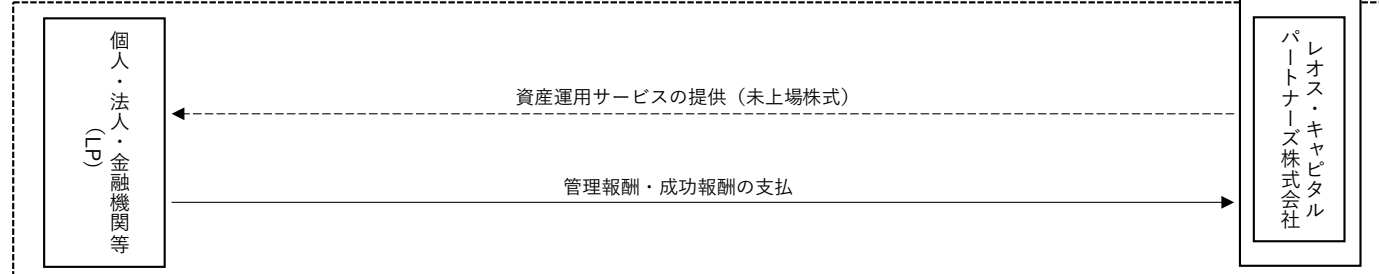 個人・法人・金融機関等
(LP)
資産運用サービスの提供（未上場株式）
管理報酬・成功報酬の支払
レオス・キャピタル
パートナーズ株式会社